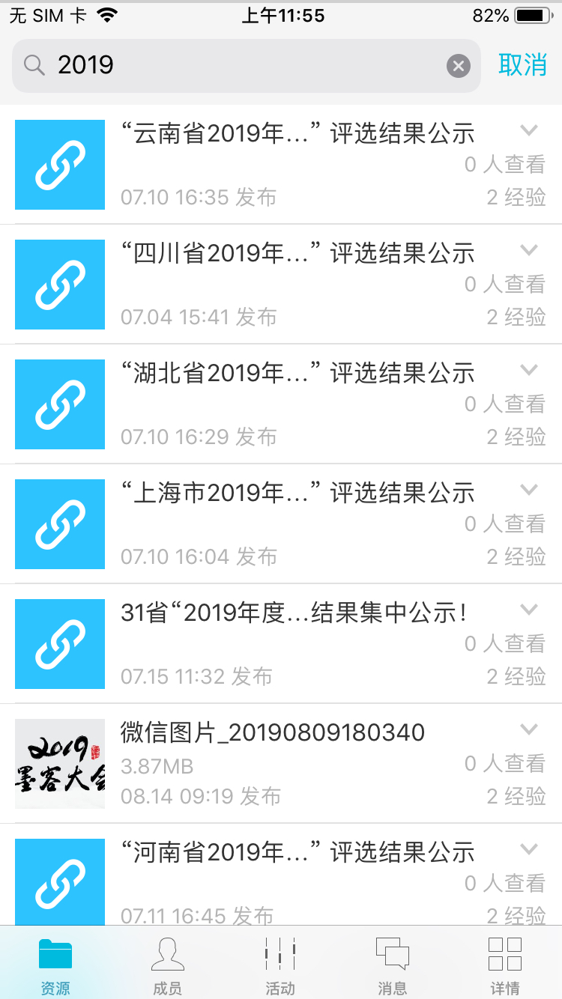 无 SIM 卡 上午11:55 82%
2019 取消
“云南省2019年...” 评选结果公示
0 人查看
07.10 16:35 发布 2 经验
“四川省2019年...” 评选结果公示
0 人查看
07.04 15:41 发布 2 经验
“湖北省2019年...” 评选结果公示
0 人查看
07.10 16:29 发布 2 经验
“上海市2019年...” 评选结果公示
0 人查看
07.10 16:04 发布 2 经验
31省“2019年度...结果集中公示！
0 人查看
07.15 11:32 发布 2 经验
2019
墨客大会
微信图片_20190809180340
3.87MB 0 人查看
08.14 09:19 发布 2 经验
“河南省2019年...” 评选结果公示
0 人查看
07.11 16:45 发布 2 经验
资源 成员 活动 消息 详情